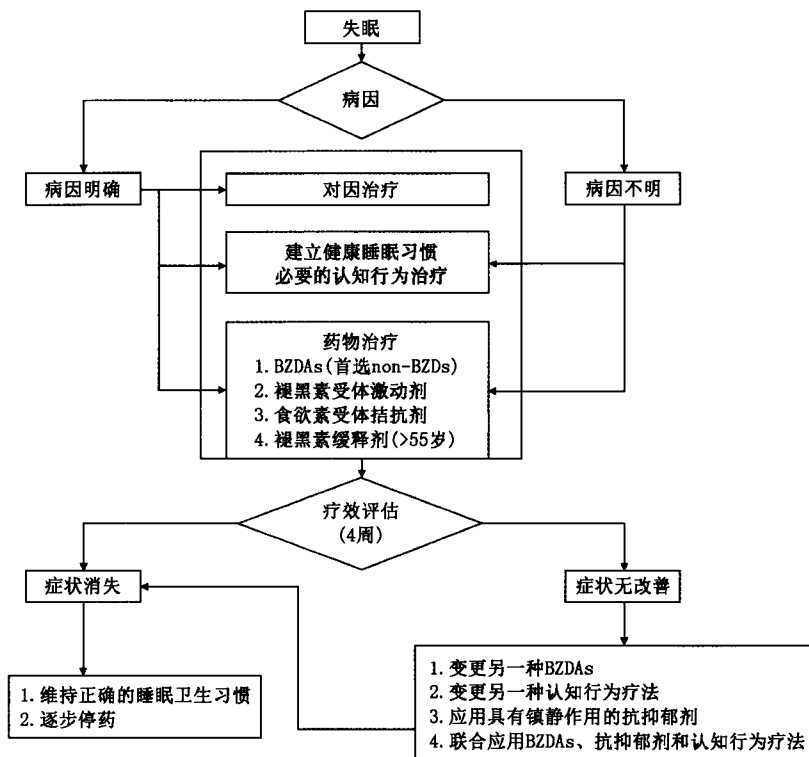 失眠
病因
病因明确
对因治疗
病因不明
建立健康睡眠习惯
必要的认知行为治疗
药物治疗
1. BZDAs(首选non-BZDs)
2. 褪黑素受体激动剂
3. 食欲素受体拮抗剂
4. 褪黑素缓释剂(>55岁)
疗效评估
(4周)
症状消失
症状无改善
1. 维持正确的睡眠卫生习惯
2. 逐步停药
1. 变更另一种BZDAs
2. 变更另一种认知行为疗法
3. 应用具有镇静作用的抗抑郁剂
4. 联合应用BZDAs、抗抑郁剂和认知行为疗法